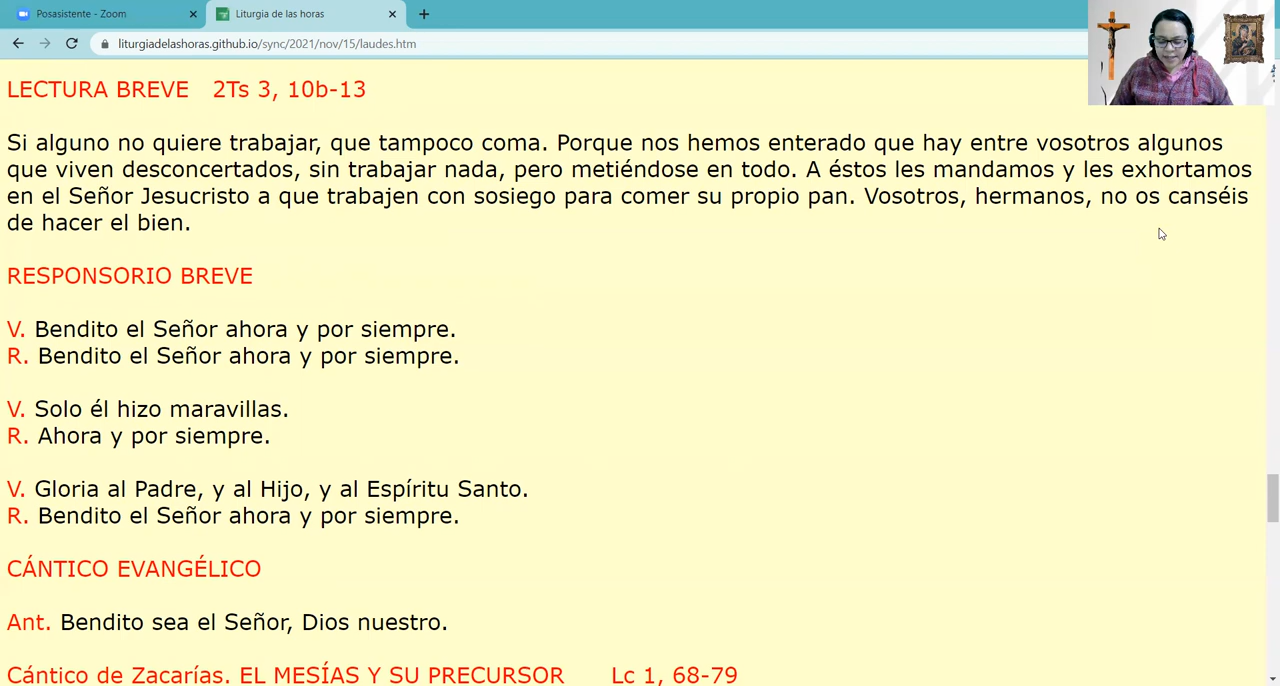 Posasistente - Zoom
Liturgia de las horas
liturgiadelashoras.github.io/sync/2021/nov/15/laudes.htm
LECTURA BREVE 2Ts 3, 10b-13
Si alguno no quiere trabajar, que tampoco coma. Porque nos hemos enterado que hay entre vosotros algunos
que viven desconcertados, sin trabajar nada, pero metiéndose en todo. A éstos les mandamos y les exhortamos
en el Señor Jesucristo a que trabajen con sosiego para comer su propio pan. Vosotros, hermanos, no os canséis
de hacer el bien.
RESPONSORIO BREVE
V. Bendito el Señor ahora y por siempre.
R. Bendito el Señor ahora y por siempre.
V. Solo él hizo maravillas.
R. Ahora y por siempre.
V. Gloria al Padre, y al Hijo, y al Espíritu Santo.
R. Bendito el Señor ahora y por siempre.
CÁNTICO EVANGÉLICO
Ant. Bendito sea el Señor, Dios nuestro.
Cántico de Zacarías. EL MESÍAS Y SU PRECURSOR Lc 1, 68-79